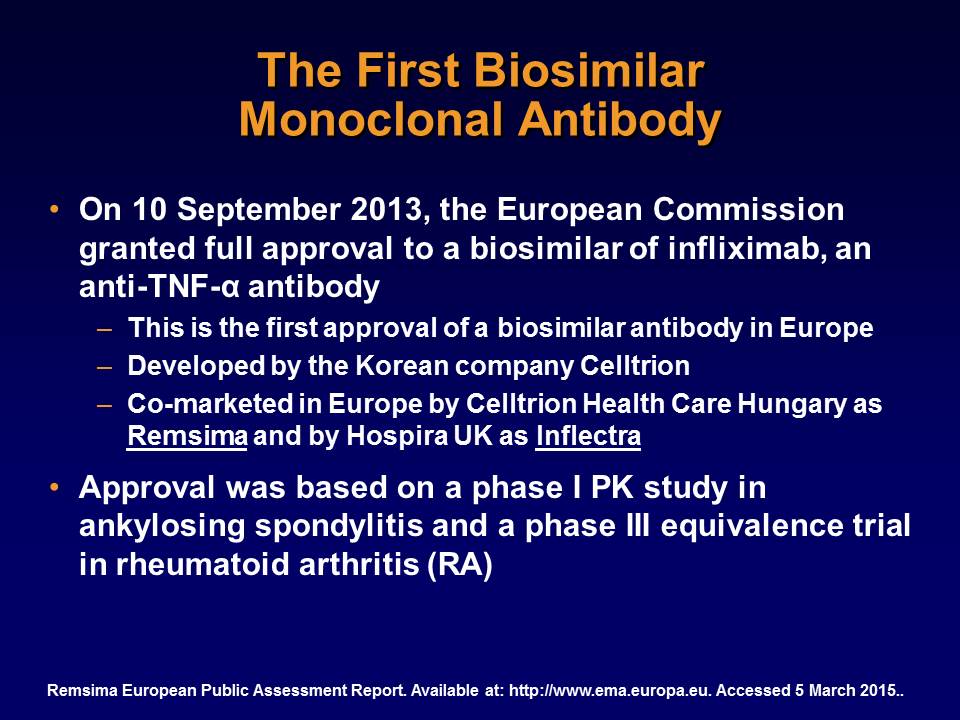 The First Biosimilar
Monoclonal Antibody
• On 10 September 2013, the European Commission
granted full approval to a biosimilar of infliximab, an
anti-TNF-α antibody
– This is the first approval of a biosimilar antibody in Europe
– Developed by the Korean company Celltrion
– Co-marketed in Europe by Celltrion Health Care Hungary as
Remsima and by Hospira UK as Inflectra
• Approval was based on a phase I PK study in
ankylosing spondylitis and a phase III equivalence trial
in rheumatoid arthritis (RA)
Remsima European Public Assessment Report. Available at: http://www.ema.europa.eu. Accessed 5 March 2015..